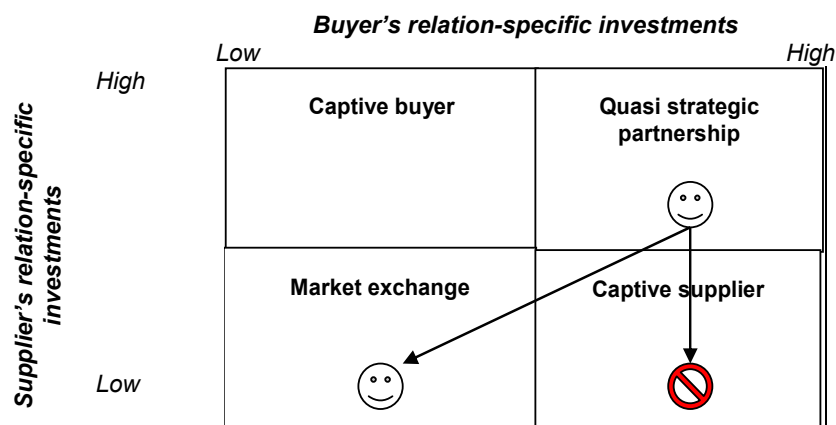 Buyer's relation-specific investments
Low
High
High
Captive buyer
Quasi strategic
partnership
Supplier's relation-specific
investments
Market exchange
Captive supplier
Low